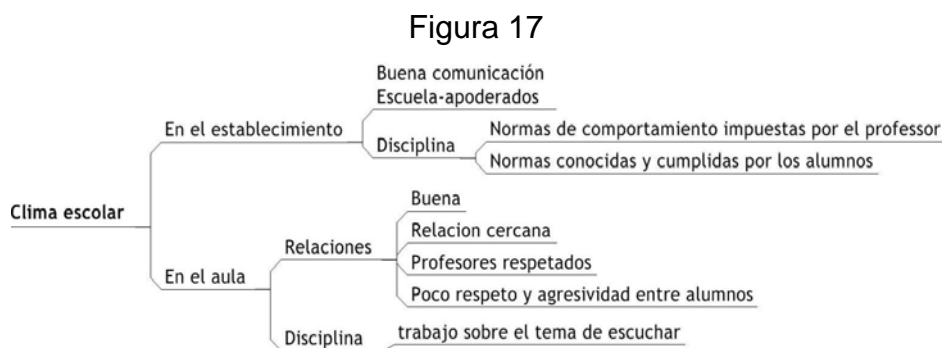 Figura 17
Buena comunicación
Escuela-apoderados
En el establecimiento
Normas de comportamiento impuestas por el professor
Disciplina
Normas conocidas y cumplidas por los alumnos
Clima escolar
Buena
Relacion cercana
Relaciones
Profesores respetados
En el aula
Poco respeto y agresividad entre alumnos
trabajo sobre el tema de escuchar
Disciplina